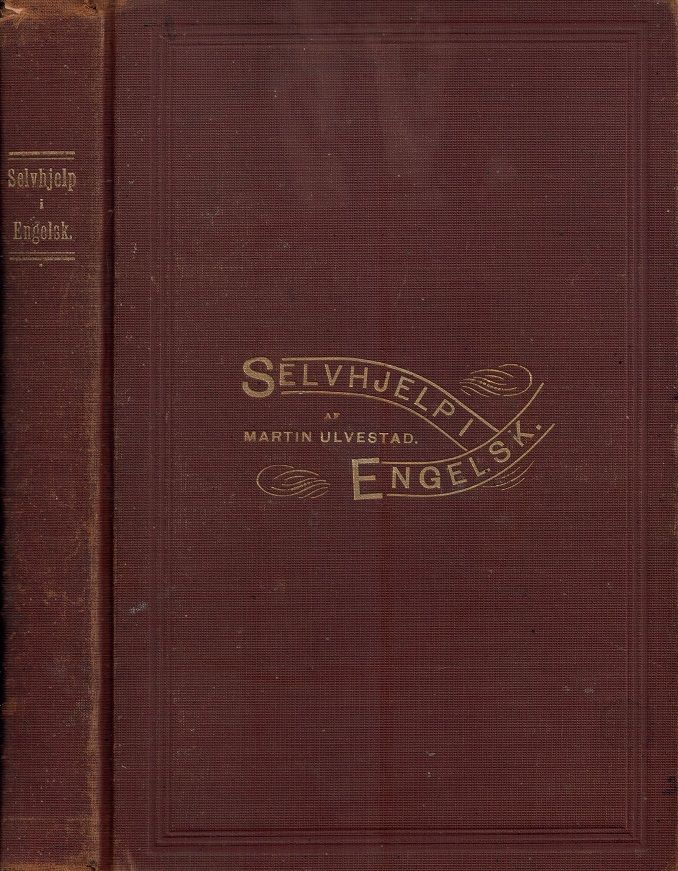 Selvhjelp
i
Engelsk.
SELVHJELP I
AF
MARTIN ULVESTAD.
ENGELSK.